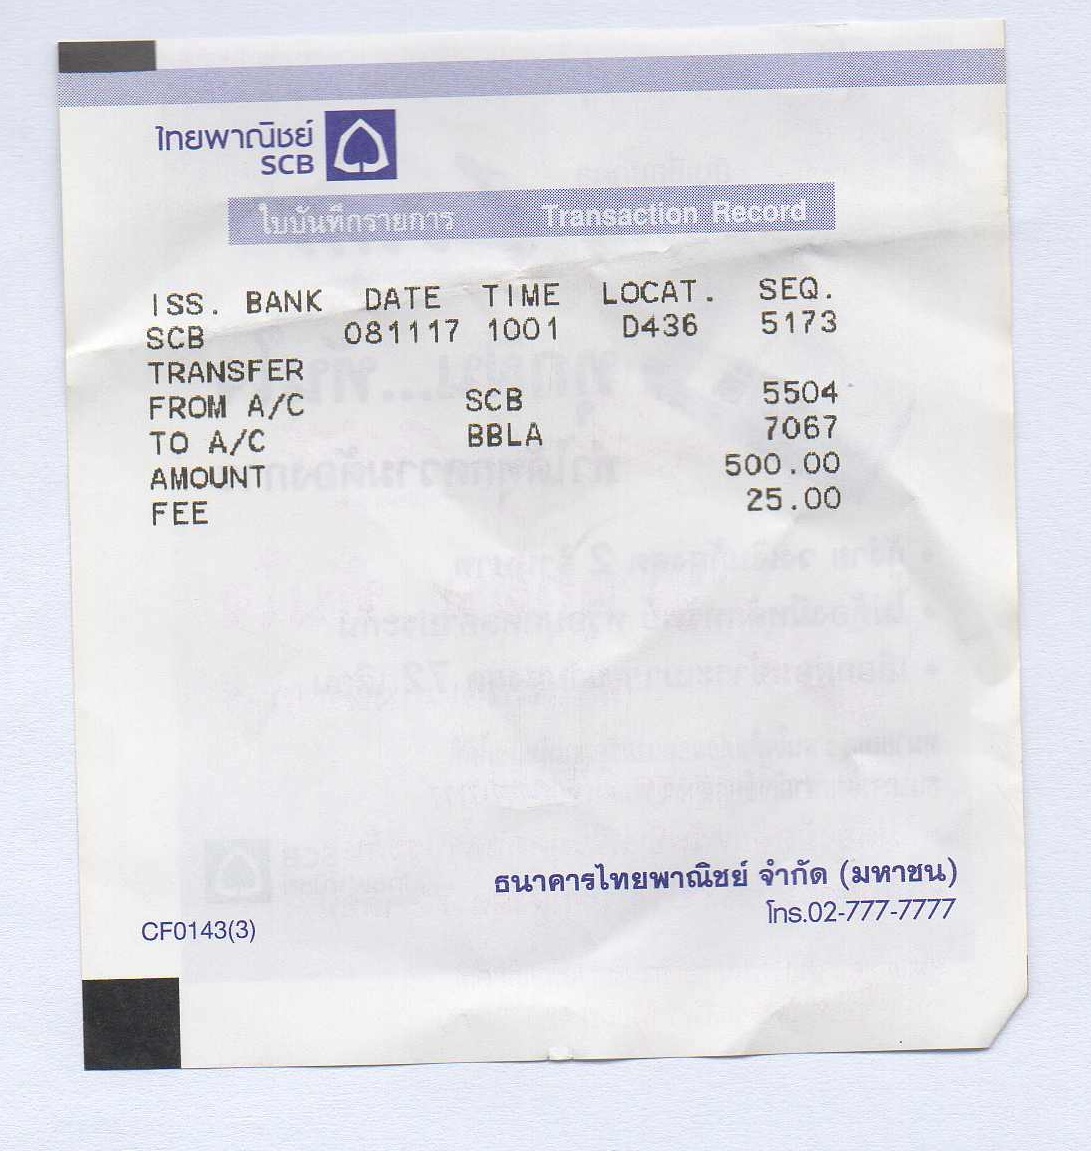 ไทยพาณิชย์
SCB
ใบบันทึกรายการ Transaction Record
ISS. BANK DATE TIME LOCAT. SEQ.
SCB 081117 1001 D436 5173
TRANSFER
FROM A/C SCB 5504
TO A/C BBLA 7067
AMOUNT 500.00
FEE 25.00
ธนาคารไทยพาณิชย์ จำกัด (มหาชน)
โทร.02-777-7777
CF0143(3)